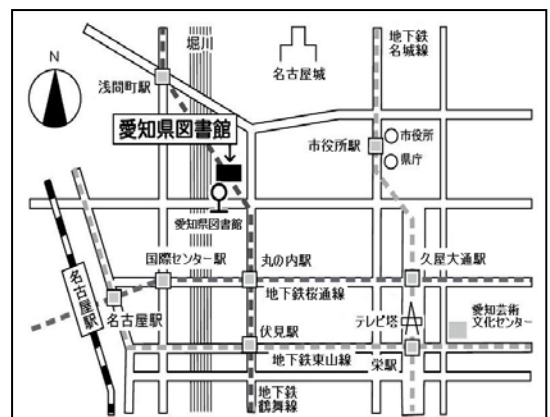 堀川
地下鉄
名城線
N
名古屋城
浅間町駅
愛知県図書館
市役所駅
市役所
県庁
愛知県図書館
国際センター駅
丸の内駅
久屋大通駅
名古屋駅
地下鉄桜通線
名古屋駅
テレビ塔
愛知芸術
文化センター
伏見駅
地下鉄東山線
栄駅
地下鉄
鶴舞線